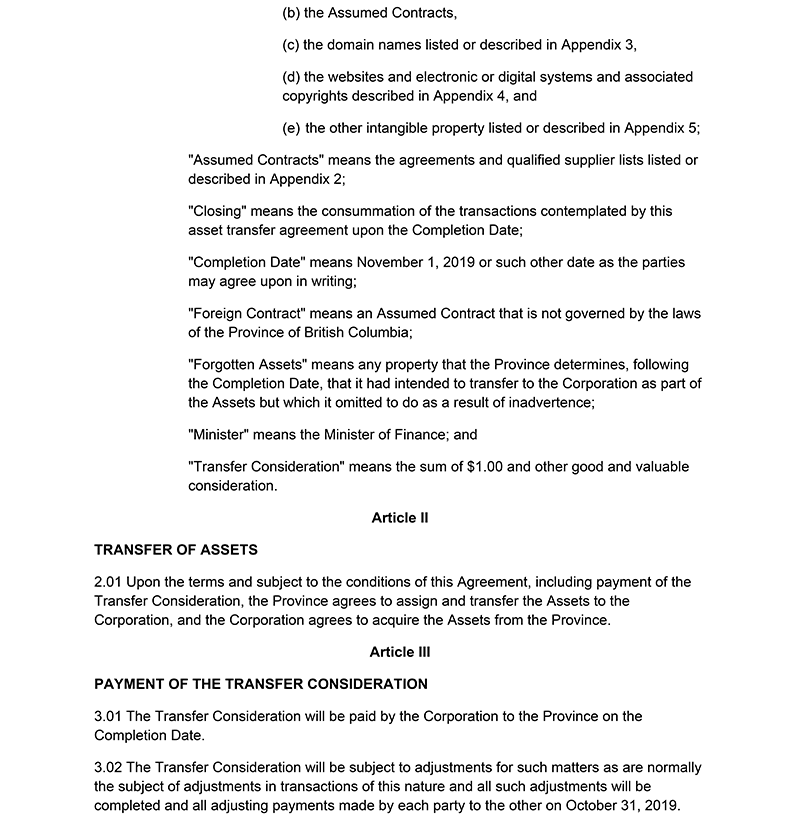 (b) the Assumed Contracts,
(c) the domain names listed or described in Appendix 3,
(d) the websites and electronic or digital systems and associated
copyrights described in Appendix 4, and
(e) the other intangible property listed or described in Appendix 5;
"Assumed Contracts" means the agreements and qualified supplier lists listed or
described in Appendix 2;
"Closing" means the consummation of the transactions contemplated by this
asset transfer agreement upon the Completion Date;
"Completion Date" means November 1, 2019 or such other date as the parties
may agree upon in writing;
"Foreign Contract" means an Assumed Contract that is not governed by the laws
of the Province of British Columbia;
"Forgotten Assets" means any property that the Province determines, following
the Completion Date, that it had intended to transfer to the Corporation as part of
the Assets but which it omitted to do as a result of inadvertence;
"Minister" means the Minister of Finance; and
"Transfer Consideration" means the sum of $1.00 and other good and valuable
consideration.
Article II
TRANSFER OF ASSETS
2.01 Upon the terms and subject to the conditions of this Agreement, including payment of the
Transfer Consideration, the Province agrees to assign and transfer the Assets to the
Corporation, and the Corporation agrees to acquire the Assets from the Province.
Article III
PAYMENT OF THE TRANSFER CONSIDERATION
3.01 The Transfer Consideration will be paid by the Corporation to the Province on the
Completion Date.
3.02 The Transfer Consideration will be subject to adjustments for such matters as are normally
the subject of adjustments in transactions of this nature and all such adjustments will be
completed and all adjusting payments made by each party to the other on October 31, 2019.